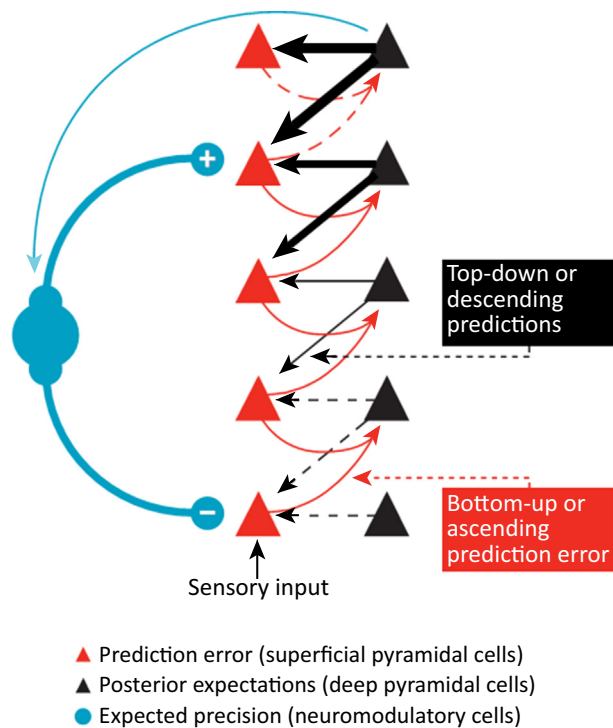 +
Top-down or
descending
predictions
−
Bottom-up or
ascending
prediction error
Sensory input
Prediction error (superficial pyramidal cells)
Posterior expectations (deep pyramidal cells)
Expected precision (neuromodulatory cells)